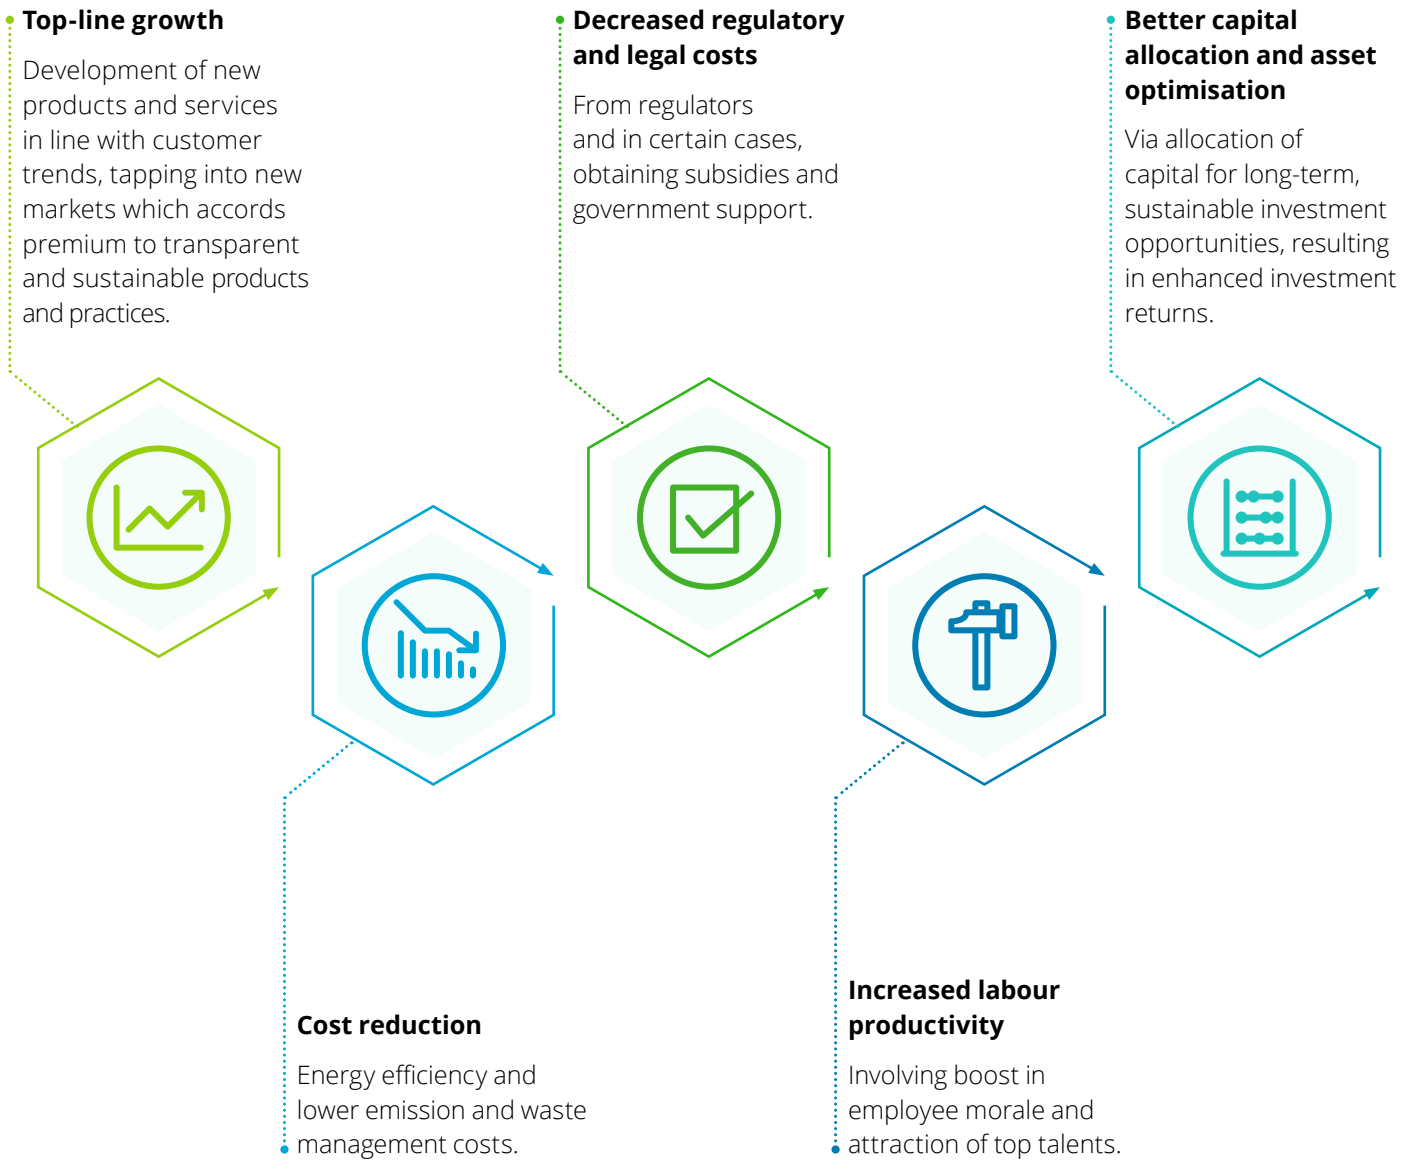 Top-line growth
Development of new
products and services
in line with customer
trends, tapping into new
markets which accords
premium to transparent
and sustainable products
and practices.
Cost reduction
Energy efficiency and
lower emission and waste
management costs.
Decreased regulatory
and legal costs
From regulators
and in certain cases,
obtaining subsidies and
government support.
Increased labour
productivity
Involving boost in
employee morale and
attraction of top talents.
Better capital
allocation and asset
optimisation
Via allocation of
capital for long-term,
sustainable investment
opportunities, resulting
in enhanced investment
returns.